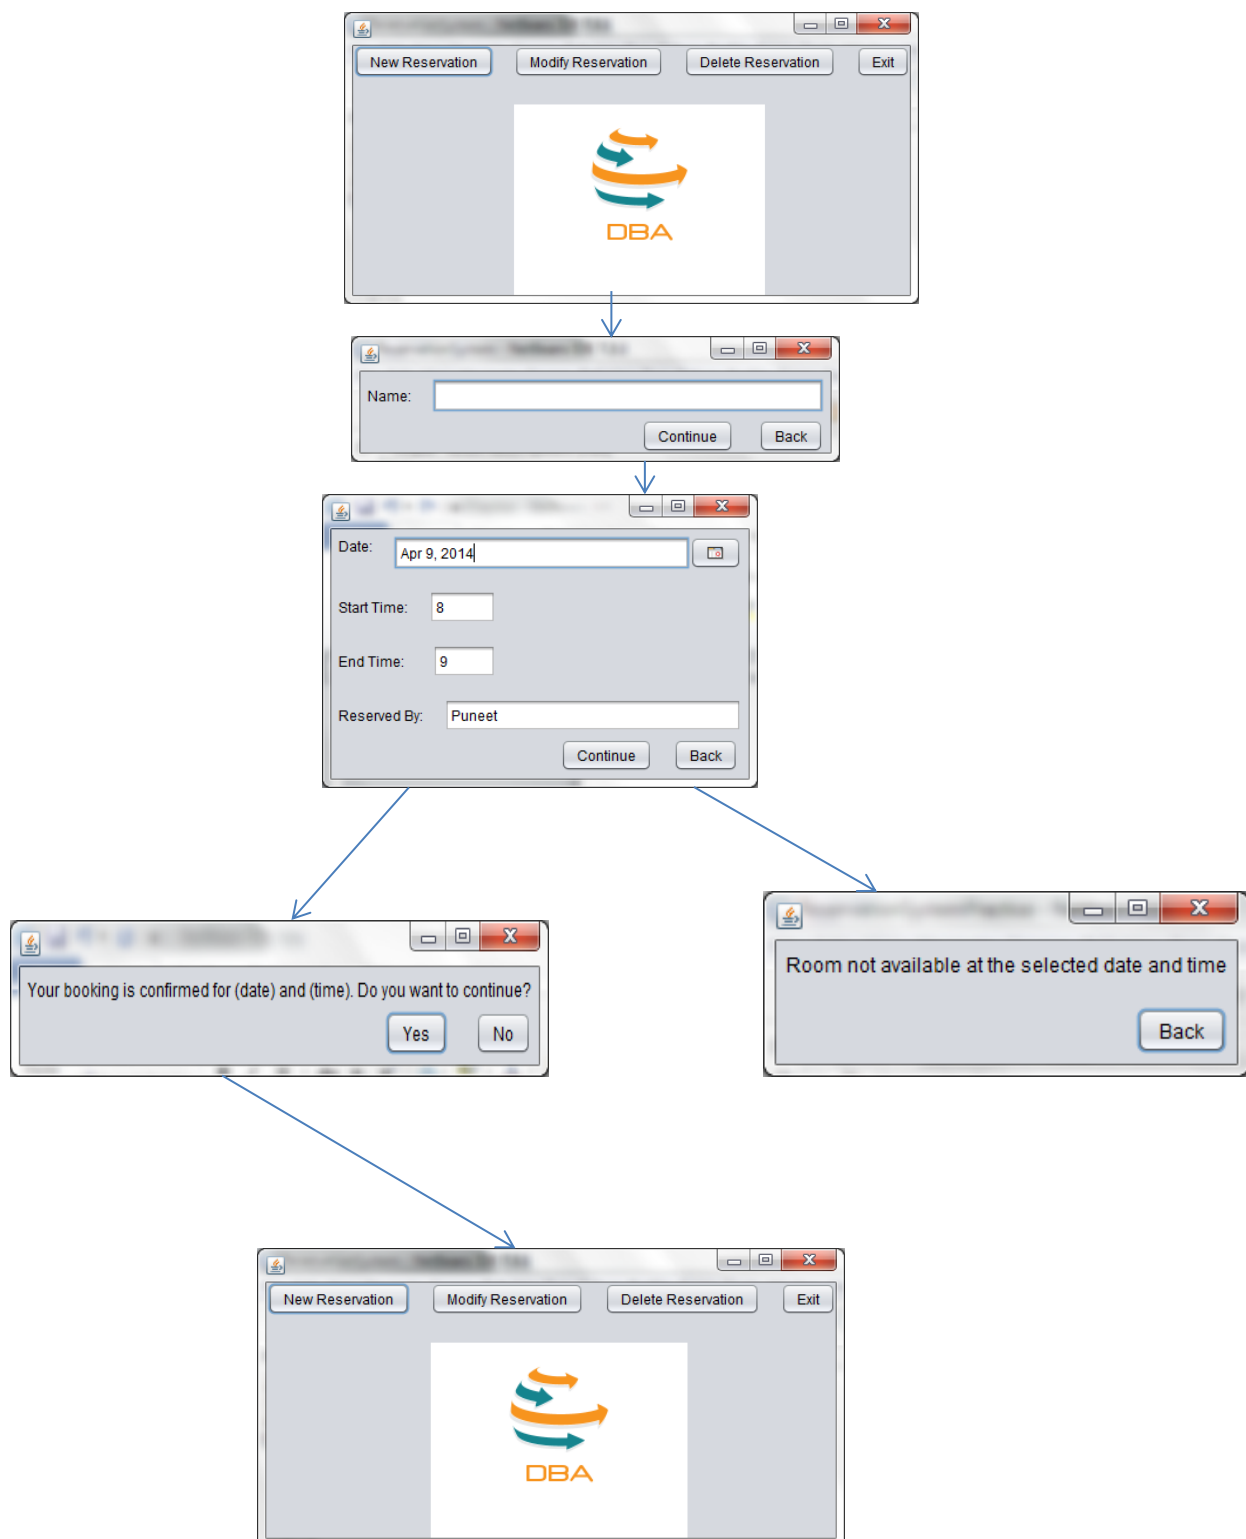 New Reservation Modify Reservation Delete Reservation Exit
DBA
Name:
Continue Back
Date: Apr 9, 2014
Start Time: 8
End Time: 9
Reserved By: Puneet
Continue Back
Your booking is confirmed for (date) and (time). Do you want to continue?
Yes No
Room not available at the selected date and time
Back
New Reservation Modify Reservation Delete Reservation Exit
DBA